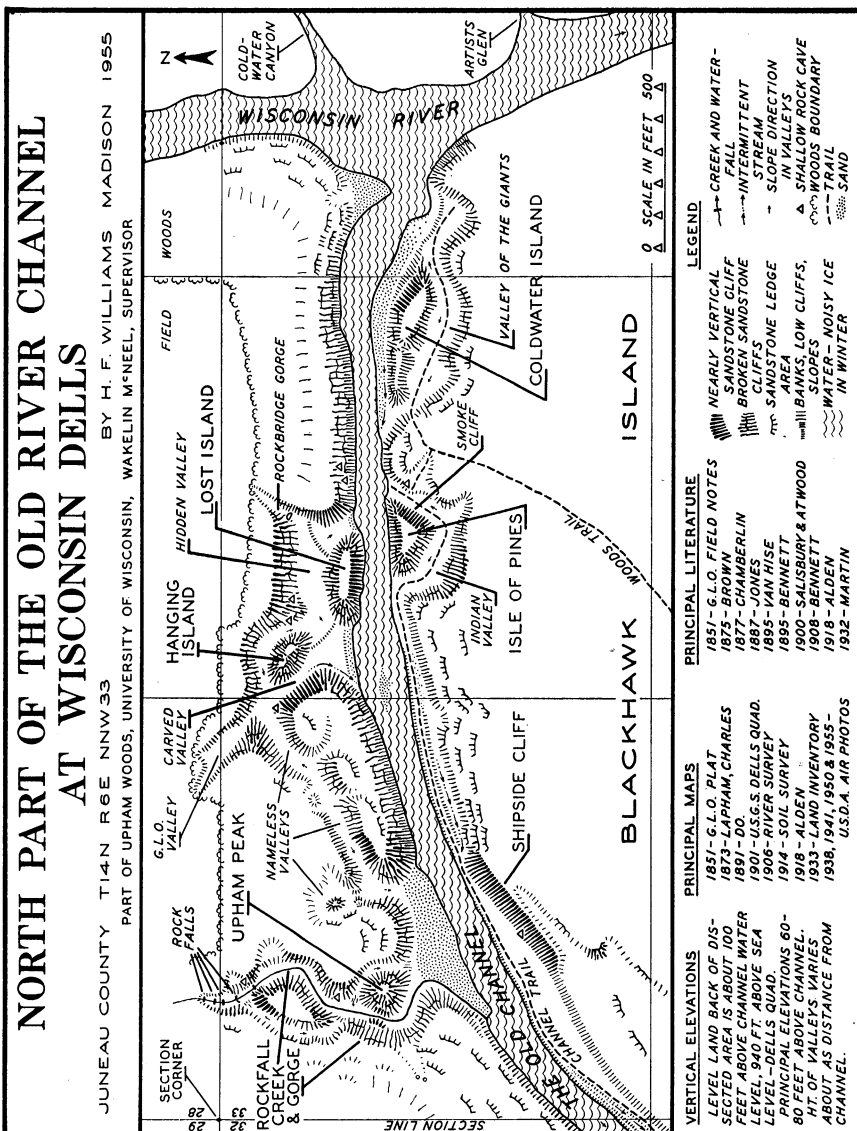 NORTH PART OF THE OLD RIVER CHANNEL
AT WISCONSIN DELLS
JUNEAU COUNTY T14N R6E NNW33 BY H. F. WILLIAMS MADISON 1955
PART OF UPHAM WOODS, UNIVERSITY OF WISCONSIN, WAKELIN McNEEL, SUPERVISOR
SECTION
CORNER
29 28
32 33
ROCK
FALLS
UPHAM PEAK
G.L.O.
VALLEY
CARVED
VALLEY
HANGING
ISLAND
HIDDEN VALLEY
LOST ISLAND
ROCKBRIDGE GORGE
FIELD
WOODS
N
COLD-
WATER
CANYON
WISCONSIN RIVER
ARTISTS
GLEN
ROCKFALL
CREEK
& GORGE
NAMELESS
VALLEYS
SECTION LINE
THE OLD CHANNEL
CHANNEL TRAIL
SHIPSIDE CLIFF
INDIAN
VALLEY
ISLE OF PINES
SMOKE
CLIFF
VALLEY OF THE GIANTS
COLDWATER ISLAND
WOODS TRAIL
BLACKHAWK ISLAND
0 SCALE IN FEET 500
VERTICAL ELEVATIONS
LEVEL LAND BACK OF DIS-
SECTED AREA IS ABOUT 100
FEET ABOVE CHANNEL WATER
LEVEL, 940 FT. ABOVE SEA
LEVEL-DELLS QUAD.
PRINCIPAL ELEVATIONS 60-
80 FEET ABOVE CHANNEL.
HT. OF VALLEYS VARIES
ABOUT AS DISTANCE FROM
CHANNEL.
PRINCIPAL MAPS
1851-G.L.O. PLAT
1873-LAPHAM, CHARLES
1891-DO.
1901-U.S.G.S. DELLS QUAD.
1906-RIVER SURVEY
1914-SOIL SURVEY
1918-ALDEN
1933-LAND INVENTORY
1938, 1941, 1950 & 1955-
U.S.D.A. AIR PHOTOS
PRINCIPAL LITERATURE
1851-G.L.O. FIELD NOTES
1875-BROWN
1877-CHAMBERLIN
1887-JONES
1895-VAN HISE
1895-BENNETT
1900-SALISBURY & ATWOOD
1908-BENNETT
1918-ALDEN
1932-MARTIN
LEGEND
NEARLY VERTICAL
SANDSTONE CLIFF
BROKEN SANDSTONE
CLIFFS
SANDSTONE LEDGE
AREA
BANKS, LOW CLIFFS,
SLOPES
WATER-NOISY ICE
IN WINTER
CREEK AND WATER-
FALL
INTERMITTENT
STREAM
SLOPE DIRECTION
IN VALLEYS
SHALLOW ROCK CAVE
WOODS BOUNDARY
TRAIL
SAND